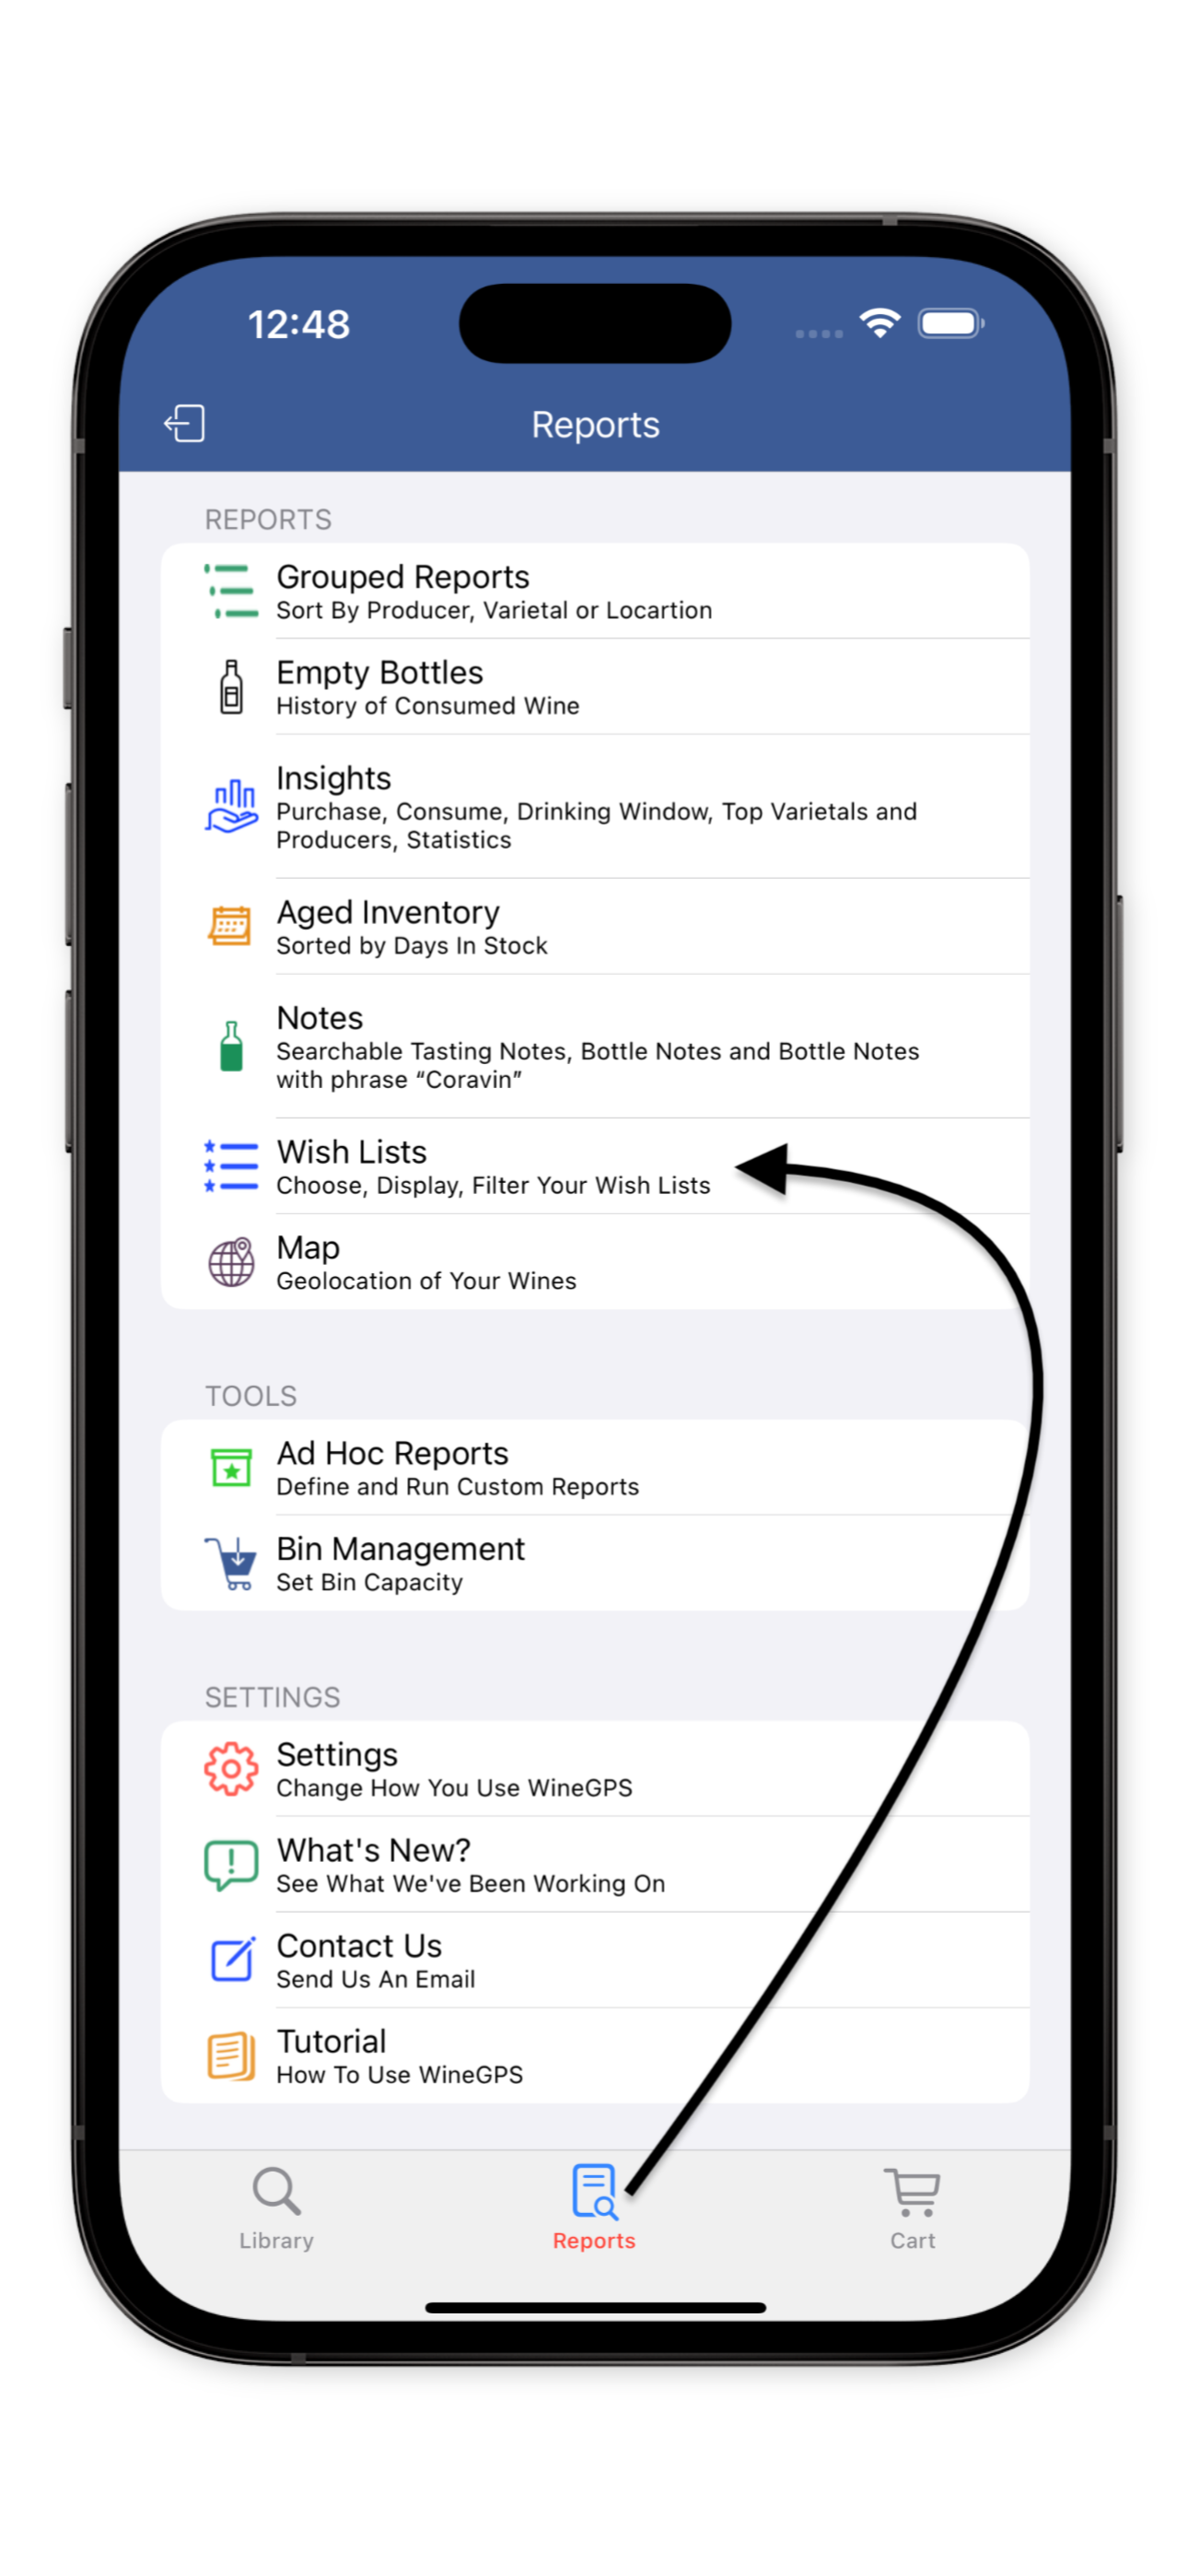 12:48
Reports
REPORTS
Grouped Reports
Sort By Producer, Varietal or Locartion
Empty Bottles
History of Consumed Wine
Insights
Purchase, Consume, Drinking Window, Top Varietals and
Producers, Statistics
Aged Inventory
Sorted by Days In Stock
Notes
Searchable Tasting Notes, Bottle Notes and Bottle Notes
with phrase “Coravin”
Wish Lists
Choose, Display, Filter Your Wish Lists
Map
Geolocation of Your Wines
TOOLS
Ad Hoc Reports
Define and Run Custom Reports
Bin Management
Set Bin Capacity
SETTINGS
Settings
Change How You Use WineGPS
What's New?
See What We've Been Working On
Contact Us
Send Us An Email
Tutorial
How To Use WineGPS
Library
Reports
Cart